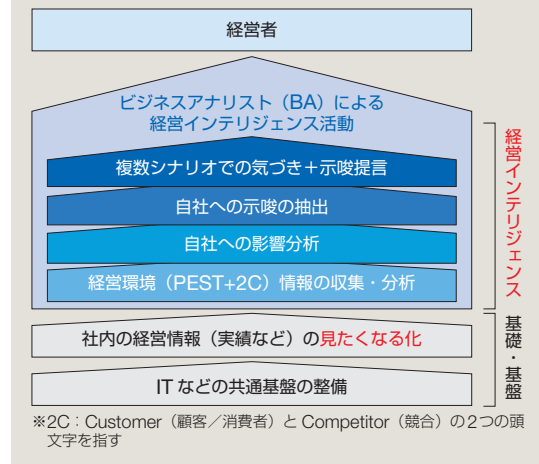 経営者
ビジネスアナリスト（BA）による
経営インテリジェンス活動
複数シナリオでの気づき＋示唆提言
自社への示唆の抽出
自社への影響分析
経営環境（PEST+2C）情報の収集・分析
経営インテリジェンス
社内の経営情報（実績など）の見たくなる化
ITなどの共通基盤の整備
基礎・基盤
※2C：Customer（顧客／消費者）とCompetitor（競合）の2つの頭
文字を指す